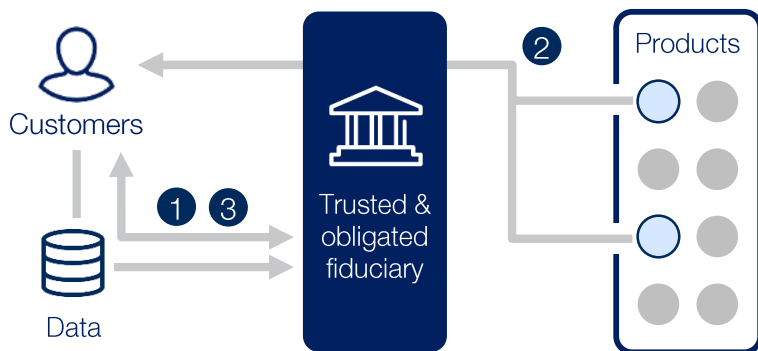 2
Products
Customers
1 3
Trusted &
obligated
fiduciary
Data